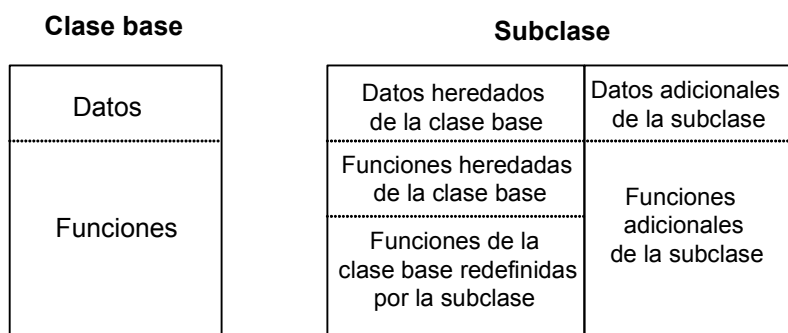 Clase base
Datos
Funciones
Subclase
Datos heredados
de la clase base
Funciones heredadas
de la clase base
Funciones de la
clase base redefinidas
por la subclase
Datos adicionales
de la subclase
Funciones
adicionales
de la subclase